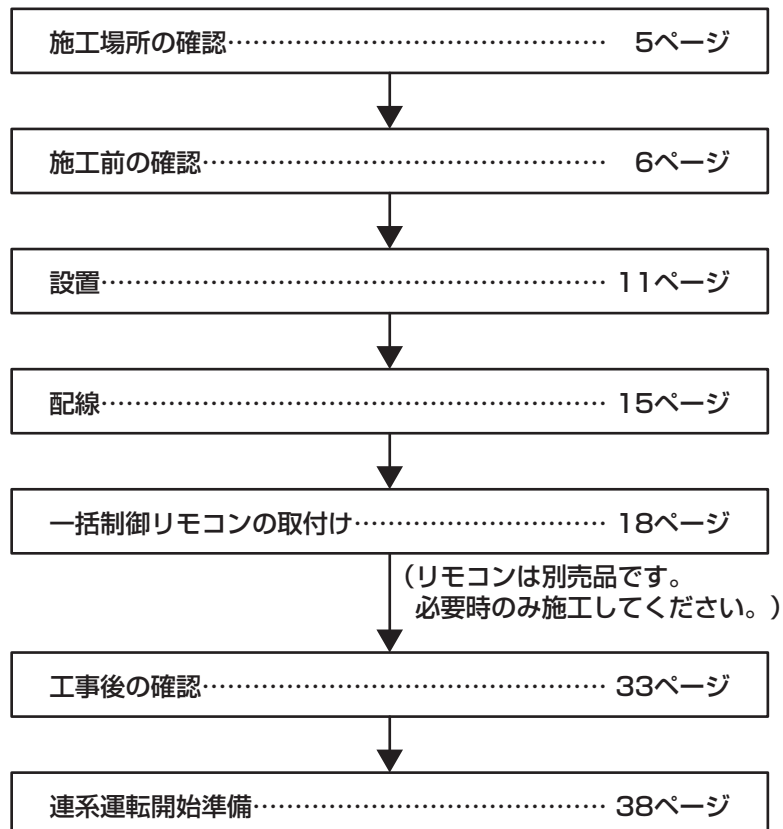 施工場所の確認…………………………………… 5ページ
施工前の確認……………………………………… 6ページ
設置……………………………………………… 11ページ
配線……………………………………………… 15ページ
一括制御リモコンの取付け……………………… 18ページ
（リモコンは別売品です。
必要時のみ施工してください。）
工事後の確認…………………………………… 33ページ
連系運転開始準備……………………………… 38ページ